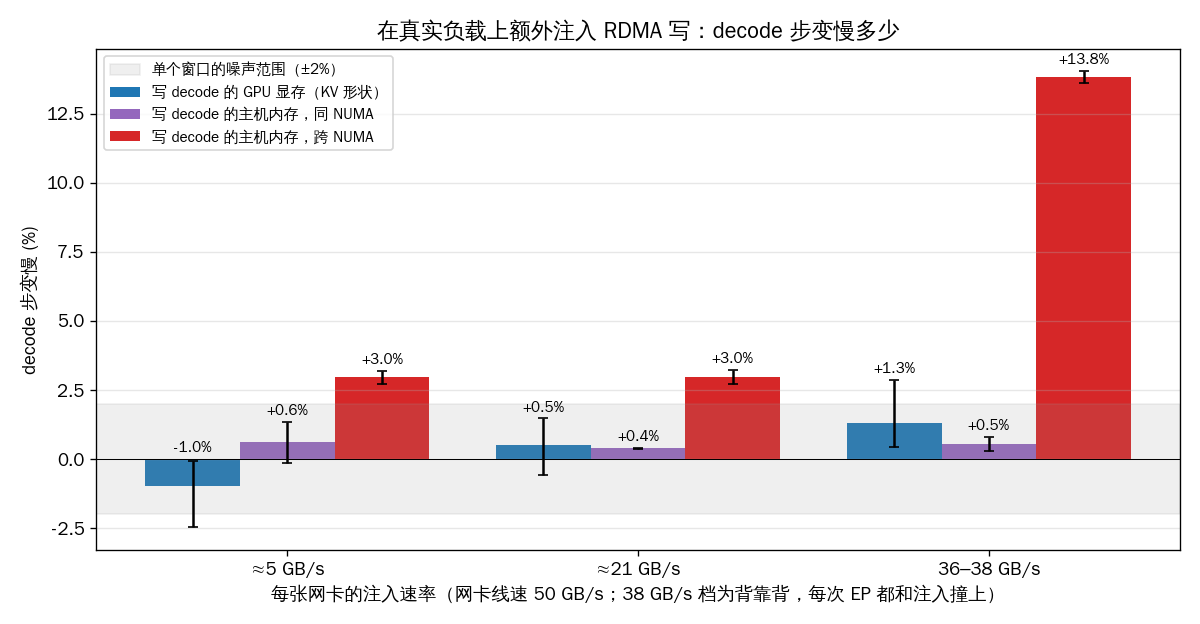 在真实负载上额外注入 RDMA 写：decode 步变慢多少
单个窗口的噪声范围（±2%）
写 decode 的 GPU 显存（KV 形状）
写 decode 的主机内存，同 NUMA
写 decode 的主机内存，跨 NUMA
decode 步变慢 (%)
12.5
10.0
7.5
5.0
2.5
0.0
-2.5
-1.0%
+0.6%
+3.0%
+0.5%
+0.4%
+3.0%
+1.3%
+0.5%
+13.8%
≈5 GB/s
≈21 GB/s
36—38 GB/s
每张网卡的注入速率（网卡线速 50 GB/s；38 GB/s 档为背靠背，每次 EP 都和注入撞上）